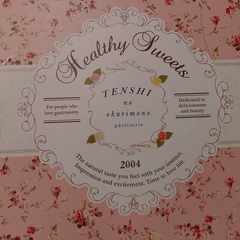 Healthy Sweets
TENSHI
no
okurimono
pâtisserie
For people who
love gastronomy
Dedicated to
deliciousness
and beauty.
2004
The natural taste you feel with your instinct.
Impression and excitement. Time to love life.